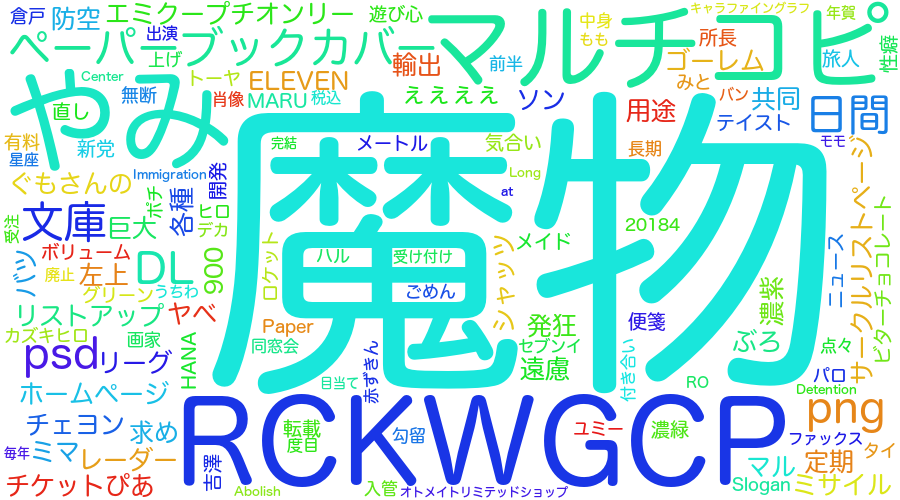 倉戸 防空 エミクープチオンリー 遊び心 マルチコピ 中身 キャラファイングラフ 年賀
ペーパーブックカバー 出演 上げ もも 所長 旅人 性癖
やみ Center トーヤ ELEVEN 輸出 前半 ゴーレム みと
直し 無断 肖像 MARU 税込 ええええ ソン 用途 バン 共同 日間
有料 星座 新党 完結 メートル 気合い 長期 テイスト モモ
ぐもさんの Immigration ポチ 各種 開発 魔物 Long at
受注 文庫 巨大 ヒロ デカ ハル 受け付け メイド 20184 サークルリストページ
バツ ボリューム 廃止 左上 DL 900 ロケット ごめん シャッツ ニュース ビターチョコレート
グリーン うちわ リストアップ ヤベ Paper 発狂 便箋 濃紫
カズキヒロ 画家 HANA 同窓会 セブンイ ぶろ 点々
psd リーグ 赤ずきん 目当て 遠慮 付き合い RO パロ Detention
ホームページ RCKWGCP png
チェヨン 求め 転載 度目 勾留 ユミー 濃緑 ファックス タイ
毎年 ミマ レーダー 吉澤 マル 定期
チケットぴあ Abolish 入管 オトメイトリミテッドショップ Slogan ミサイル